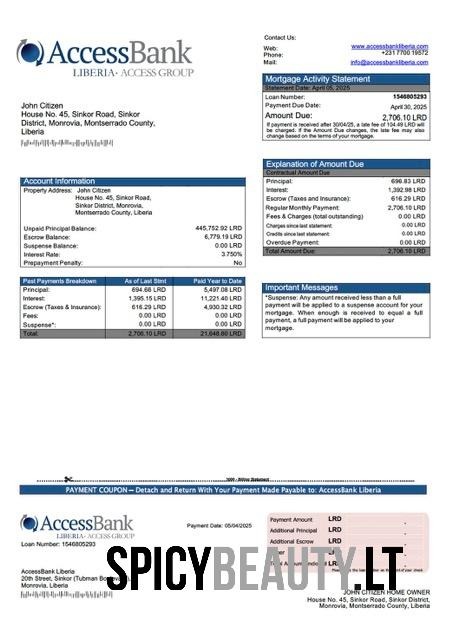 AccessBank
LIBERIA · ACCESS GROUP
Contact Us:
Web: www.accessbankliberia.com
Phone: +231 7700 19572
Mail: info@accessbankliberia.com
Mortgage Activity Statement
Statement Date: April 05, 2025
Loan Number: 1546805293
Payment Due Date: April 30, 2025
Amount Due: 2,706.10 LRD
If payment is received after 30/04/25, a late fee of 104.49 LRD will
be charged. If the Amount Due changes, the late fee may also
change based on the terms of your mortgage.
John Citizen
House No. 45, Sinkor Road, Sinkor
District, Monrovia, Montserrado County,
Liberia
Explanation of Amount Due
Contractual Amount Due
Principal: 696.83 LRD
Interest: 1,392.98 LRD
Escrow (Taxes and Insurance): 616.29 LRD
Regular Monthly Payment: 2,706.10 LRD
Fees & Charges (total outstanding) 0.00 LRD
Charges since last statement: 0.00 LRD
Credits since last statement: 0.00 LRD
Overdue Payment: 0.00 LRD
Total Amount Due: 2,706.10 LRD
Account Information
Property Address: John Citizen
House No. 45, Sinkor Road,
Sinkor District, Monrovia,
Montserrado County, Liberia
Unpaid Principal Balance: 445,752.92 LRD
Escrow Balance: 6,779.19 LRD
Suspense Balance: 0.00 LRD
Interest Rate: 3.750%
Prepayment Penalty: No
Past Payments Breakdown As of Last Stmt Paid Year to Date
Principal: 694.66 LRD 5,497.08 LRD
Interest: 1,395.15 LRD 11,221.40 LRD
Escrow (Taxes & Insurance): 616.29 LRD 4,930.32 LRD
Fees: 0.00 LRD 0.00 LRD
Suspense*: 0.00 LRD 0.00 LRD
Total: 2,706.10 LRD 21,648.80 LRD
Important Messages
*Suspense: Any amount received less than a full
payment will be applied to a suspense account for your
mortgage. When enough is received to equal a full
payment, a full payment will be applied to your
mortgage.
PAYMENT COUPON — Detach and Return With Your Payment Made Payable to: AccessBank Liberia
AccessBank
LIBERIA · ACCESS GROUP
Loan Number: 1546805293
Payment Date: 05/04/2025
Payment Amount LRD .
Additional Principal LRD .
Additional Escrow LRD .
LRD .
Total Amount LRD .
AccessBank Liberia
20th Street, Sinkor (Tubman
SPICYBEAUTY.LT
JOHN CITIZEN HOME OWNER
House No. 45, Sinkor Road, Sinkor District,
Monrovia, Montserrado County, Liberia